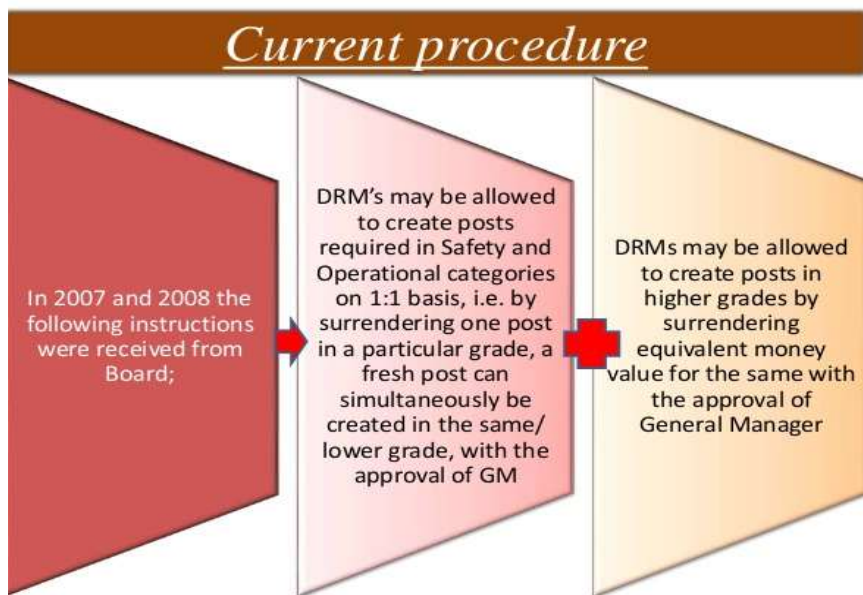 Current procedure
In 2007 and 2008 the
following instructions
were received from
Board;
DRM's may be allowed
to create posts
required in Safety and
Operational categories
on 1:1 basis, i.e. by
surrendering one post
in a particular grade, a
fresh post can
simultaneously be
created in the same/
lower grade, with the
approval of GM
DRMs may be allowed
to create posts in
higher grades by
surrendering
equivalent money
value for the same with
the approval of
General Manager